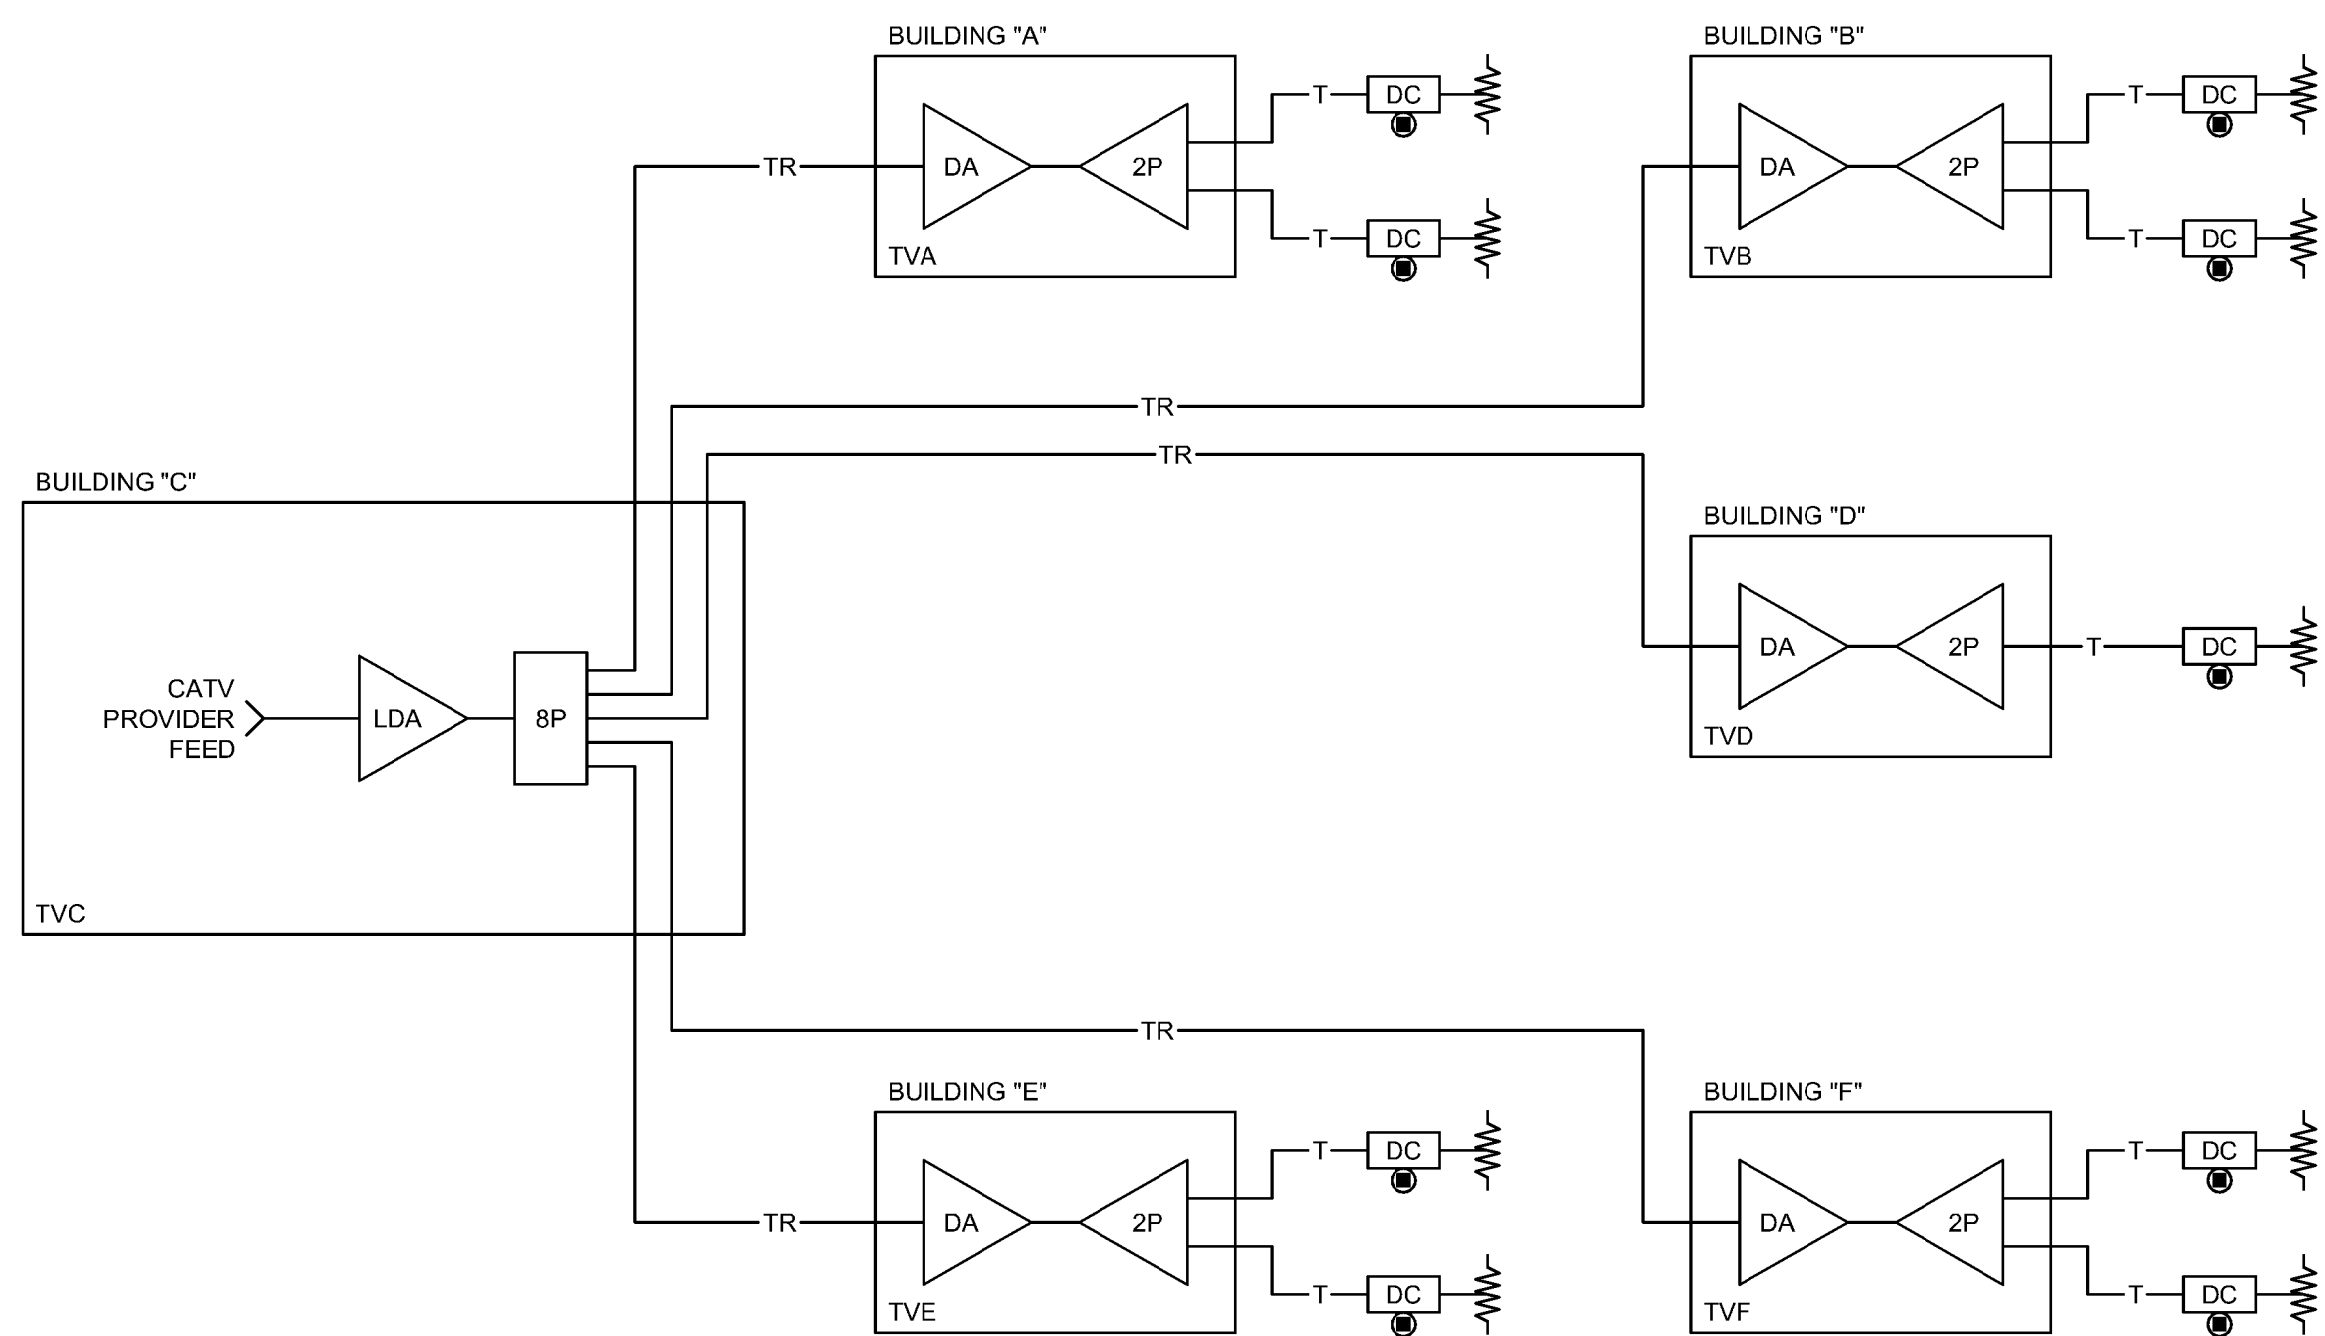 BUILDING "A"
TR
DA
2P
T
DC
T
DC
TVA
BUILDING "B"
DA
2P
T
DC
T
DC
TVB
TR
TR
BUILDING "C"
CATV
PROVIDER
FEED
LDA
8P
TVC
BUILDING "D"
DA
2P
T
DC
TVD
TR
BUILDING "E"
TR
DA
2P
T
DC
T
DC
TVE
BUILDING "F"
DA
2P
T
DC
T
DC
TVF